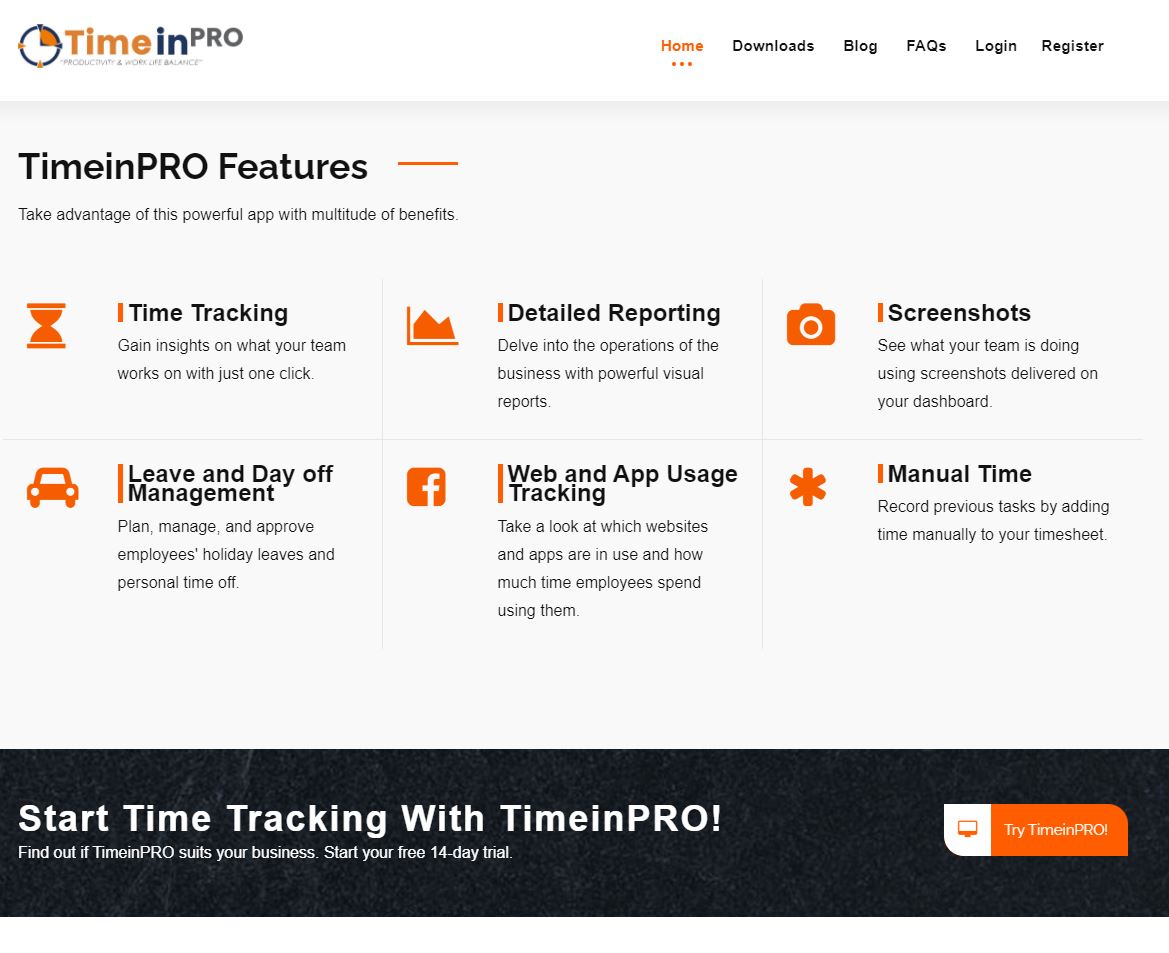 TimeinPRO
"PRODUCTIVITY & WORK LIFE BALANCE"
Home Downloads Blog FAQs Login Register
TimeinPRO Features
Take advantage of this powerful app with multitude of benefits.
Time Tracking
Gain insights on what your team
works on with just one click.
Detailed Reporting
Delve into the operations of the
business with powerful visual
reports.
Screenshots
See what your team is doing
using screenshots delivered on
your dashboard.
Leave and Day off
Management
Plan, manage, and approve
employees' holiday leaves and
personal time off.
Web and App Usage
Tracking
Take a look at which websites
and apps are in use and how
much time employees spend
using them.
Manual Time
Record previous tasks by adding
time manually to your timesheet.
Start Time Tracking With TimeinPRO!
Find out if TimeinPRO suits your business. Start your free 14-day trial.
Try TimeinPRO!